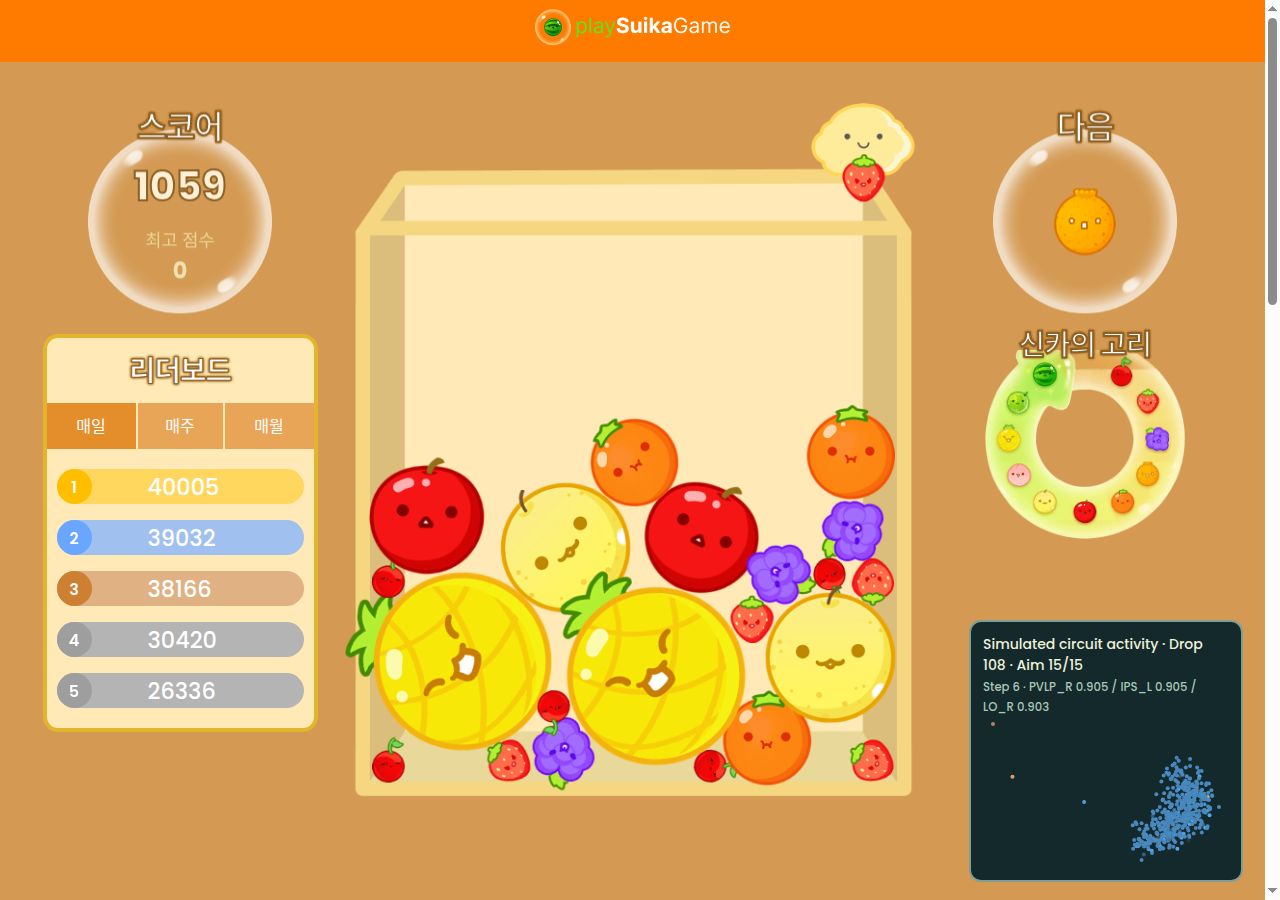 playSuikaGame
스코어
1059
최고 점수
0
리더보드
매일 매주 매월
1 40005
2 39032
3 38166
4 30420
5 26336
다음
신카의 고리
Simulated circuit activity · Drop
108 · Aim 15/15
Step 6 · PVLP_R 0.905 / IPS_L 0.905 /
LO_R 0.903